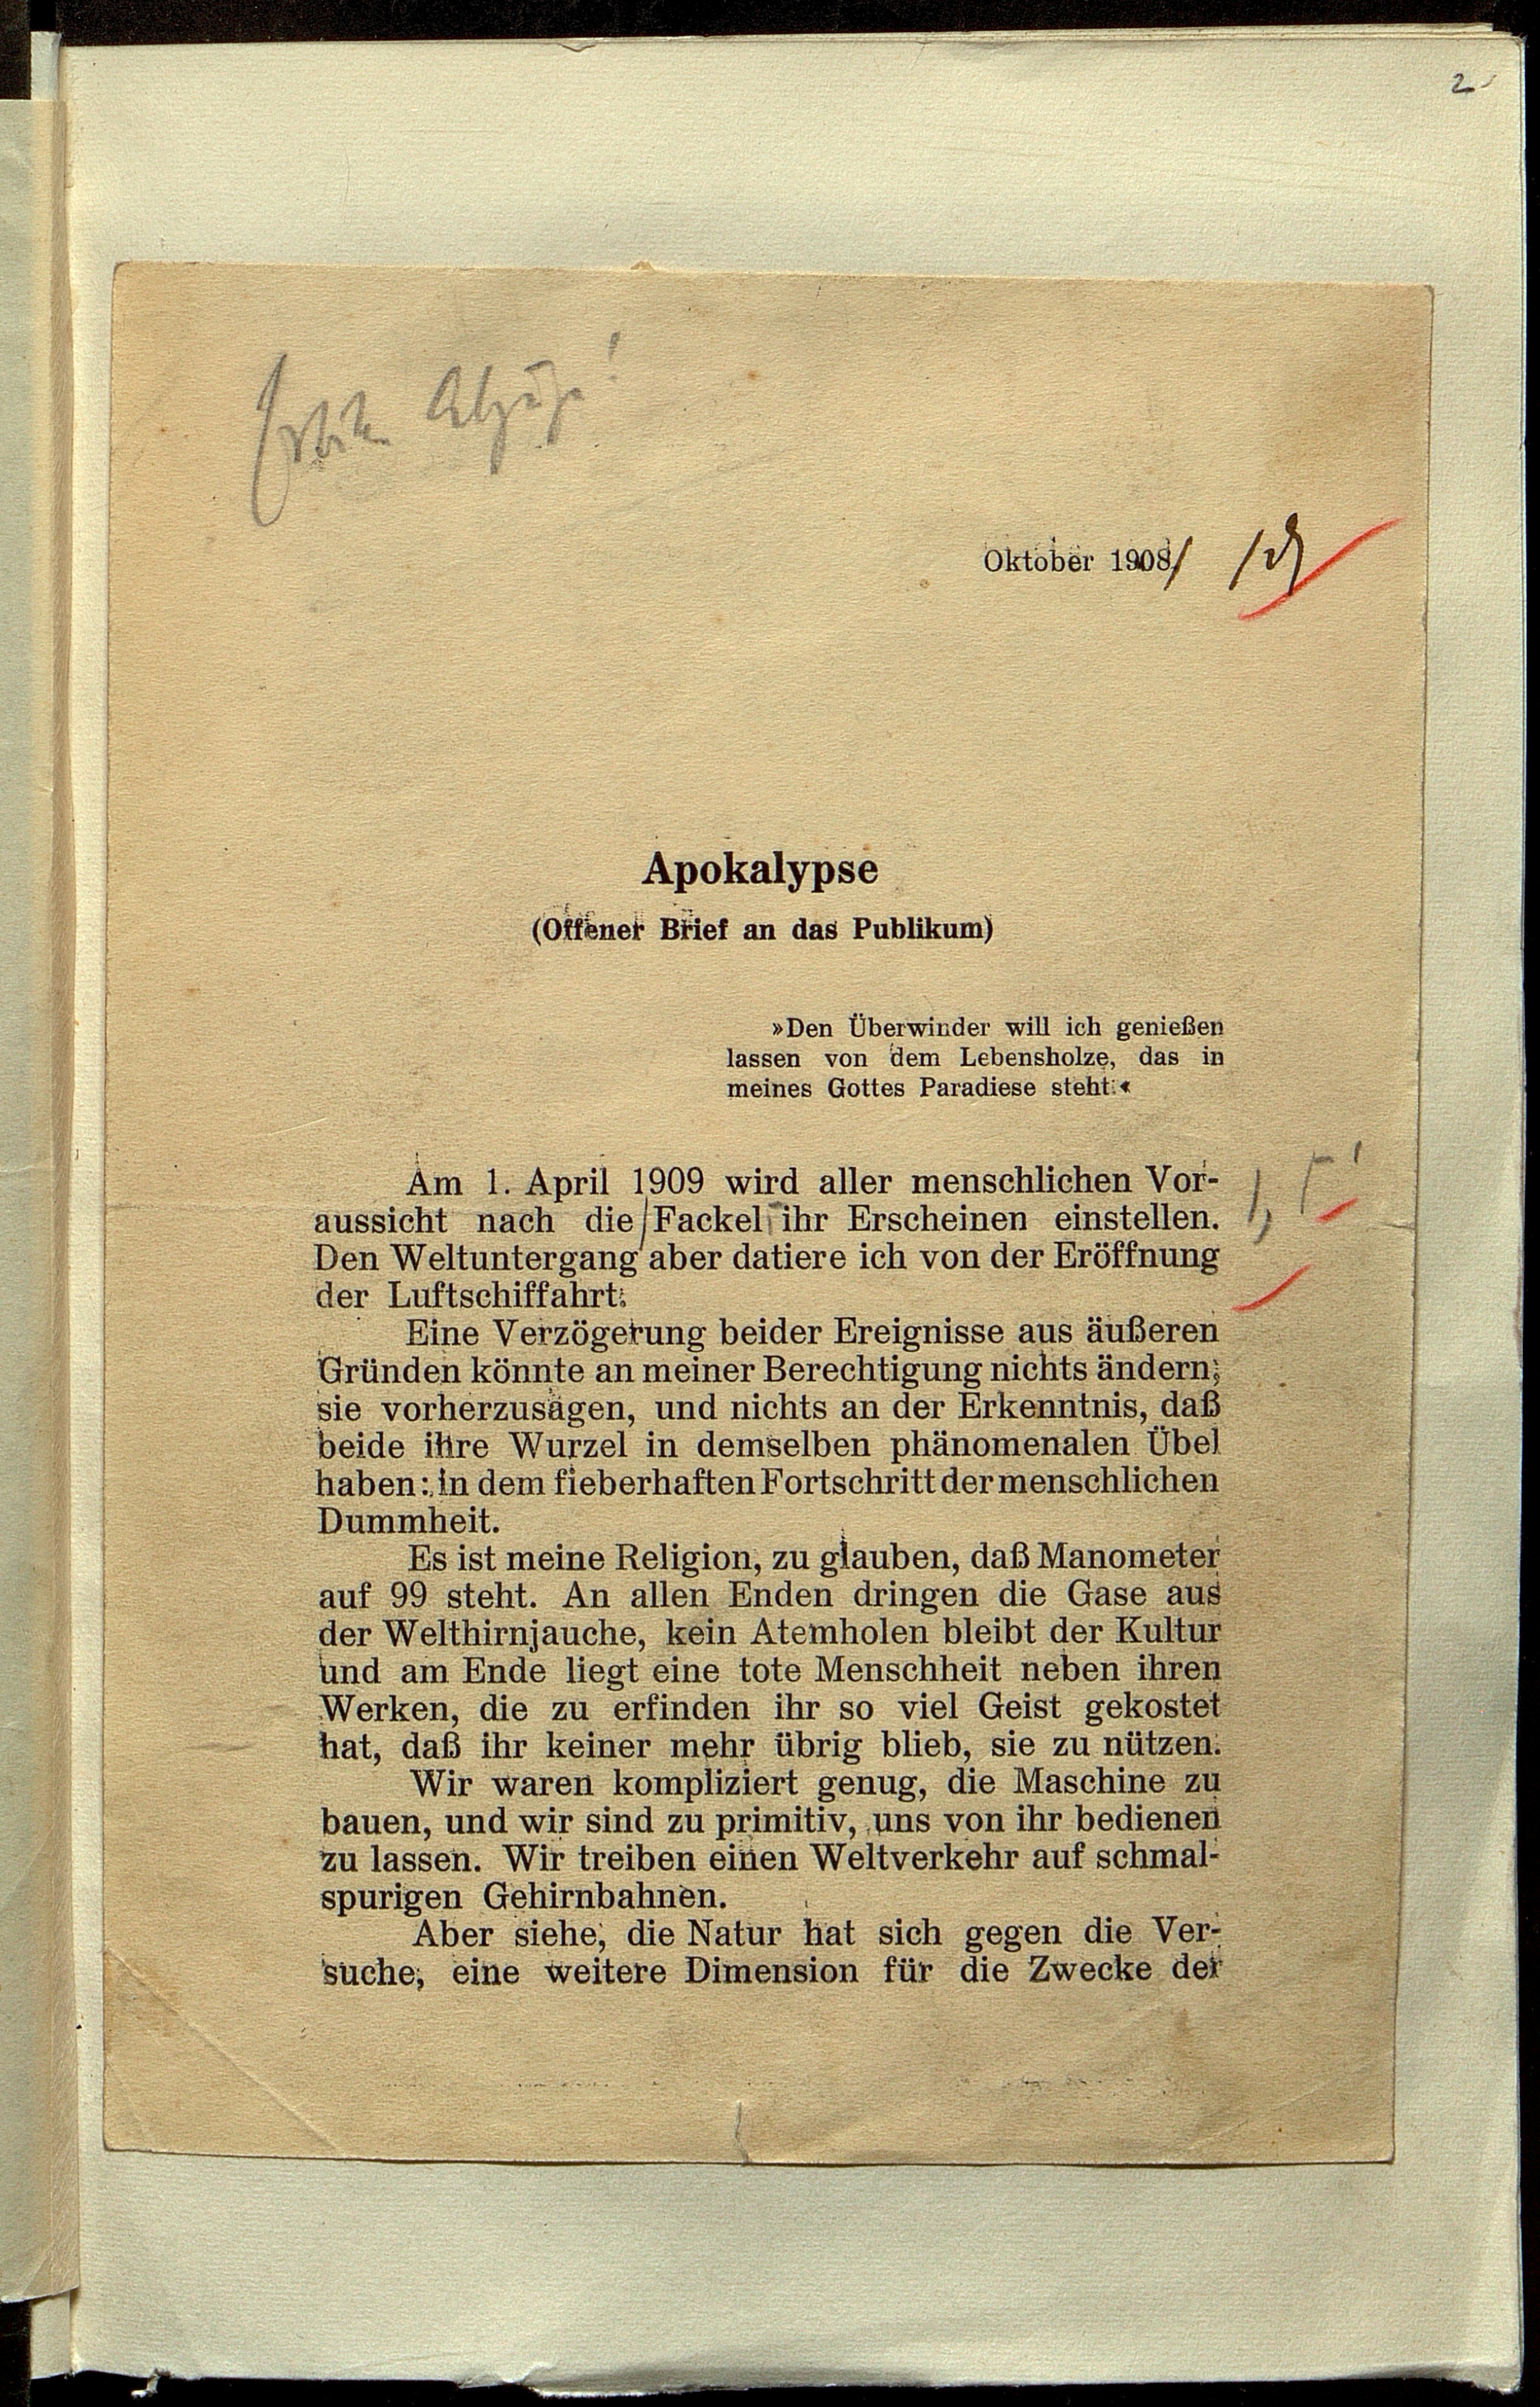 2
Oktober 1908
Apokalypse
(Offener Brief an das Publikum)
»Den Überwinder will ich genießen
lassen von dem Lebensholze, das in
meines Gottes Paradiese steht.«
Am 1. April 1909 wird aller menschlichen Vor-
aussicht nach die Fackel ihr Erscheinen einstellen.
Den Weltuntergang aber datiere ich von der Eröffnung
der Luftschiffahrt.
Eine Verzögerung beider Ereignisse aus äußeren
Gründen könnte an meiner Berechtigung nichts ändern,
sie vorherzusagen, und nichts an der Erkenntnis, daß
beide ihre Wurzel in demselben phänomenalen Übel
haben: in dem fieberhaften Fortschritt der menschlichen
Dummheit.
Es ist meine Religion, zu glauben, daß Manometer
auf 99 steht. An allen Enden dringen die Gase aus
der Welthirnjauche, kein Atemholen bleibt der Kultur
und am Ende liegt eine tote Menschheit neben ihren
Werken, die zu erfinden ihr so viel Geist gekostet
hat, daß ihr keiner mehr übrig blieb, sie zu nützen.
Wir waren kompliziert genug, die Maschine zu
bauen, und wir sind zu primitiv, uns von ihr bedienen
zu lassen. Wir treiben einen Weltverkehr auf schmal-
spurigen Gehirnbahnen.
Aber siehe, die Natur hat sich gegen die Ver-
suche, eine weitere Dimension für die Zwecke der